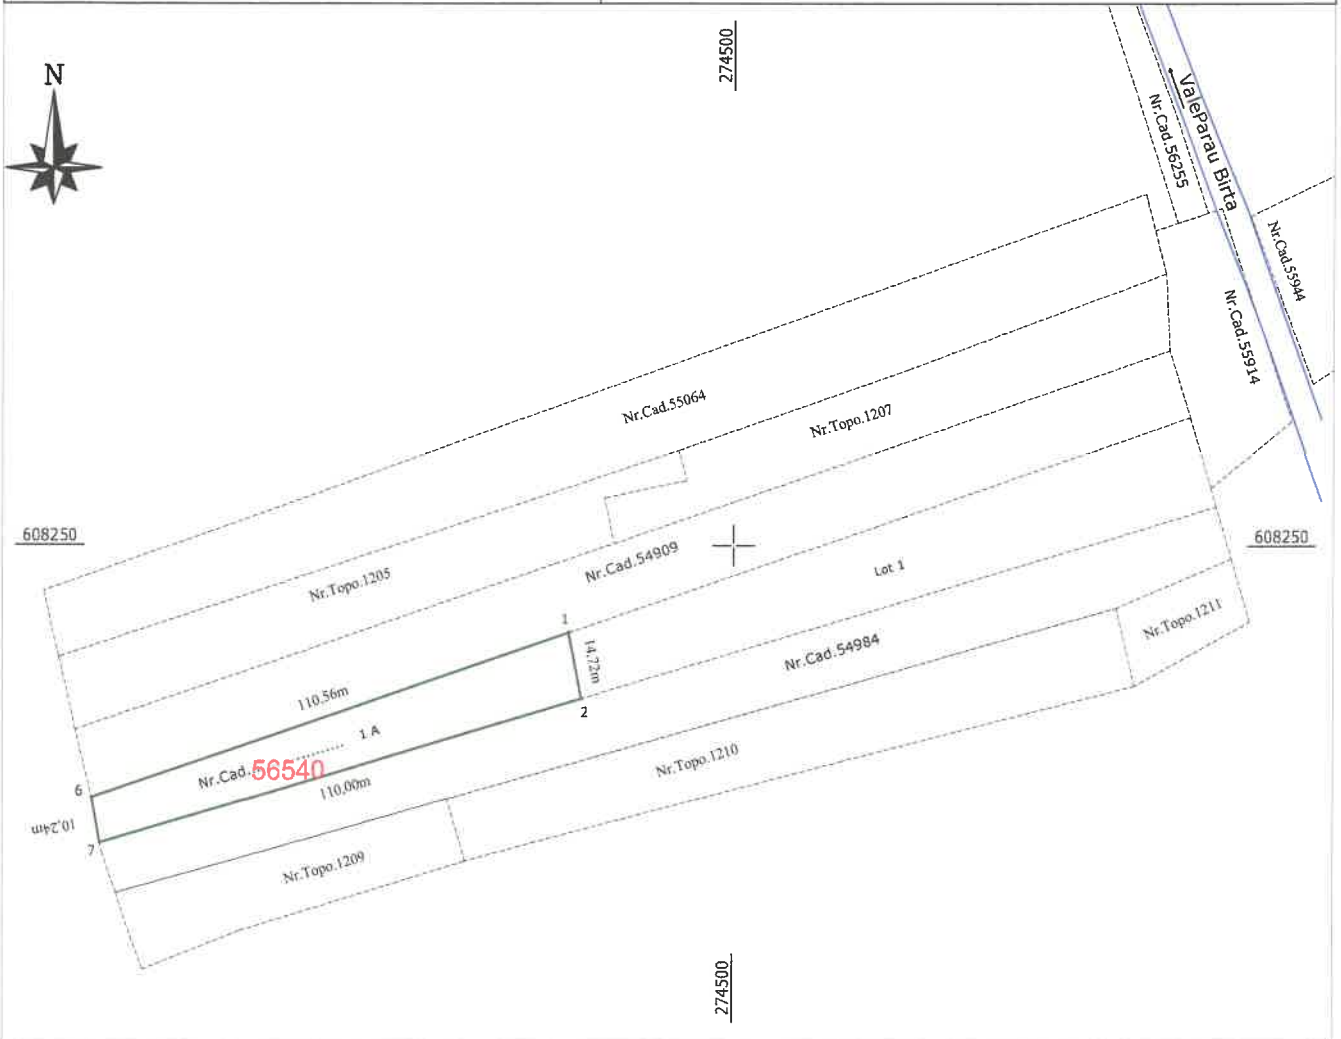 274500
N
ValeParau Birta
Nr.Cad.56255
Nr.Cad.55944
Nr.Cad.55914
Nr.Cad.55064
Nr.Topo.1207
608250
608250
Nr.Cad.54909
Nr.Topo.1205
Lot 1
1
14,72m
Nr.Topo.1211
Nr.Cad.54984
110.56m
2
1 A
Nr.Cad.56540
110,00m
Nr.Topo.1210
6
10,24m
7
Nr.Topo.1209
274500